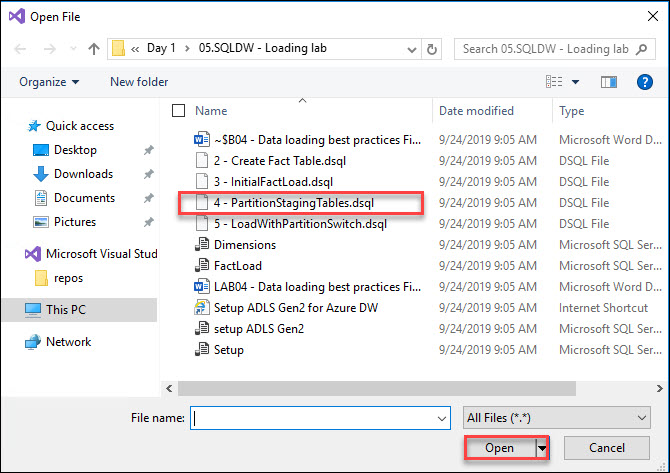 Open File
Day 1 05.SQLDW - Loading lab
Search 05.SQLDW - Loading lab
Organize New folder
Name Date modified Type
Quick access
Desktop
Downloads
Documents
Pictures
Microsoft Visual Stud
repos
This PC
Network
~$B04 - Data loading best practices Fi... 9/24/2019 9:05 AM Microsoft Word D...
2 - Create Fact Table.dsql 9/24/2019 9:05 AM DSQL File
3 - InitialFactLoad.dsql 9/24/2019 9:05 AM DSQL File
4 - PartitionStagingTables.dsql 9/24/2019 9:05 AM DSQL File
5 - LoadWithPartitionSwitch.dsql 9/24/2019 9:05 AM DSQL File
Dimensions 9/24/2019 9:05 AM Microsoft SQL Ser...
FactLoad 9/24/2019 9:05 AM Microsoft SQL Ser...
LAB04 - Data loading best practices Fi... 9/24/2019 9:05 AM Microsoft Word D...
Setup ADLS Gen2 for Azure DW 9/24/2019 9:05 AM Internet Shortcut
setup ADLS Gen2 9/24/2019 9:05 AM Microsoft SQL Ser...
Setup 9/24/2019 9:05 AM Microsoft SQL Ser...
File name: All Files (*.*)
Open Cancel